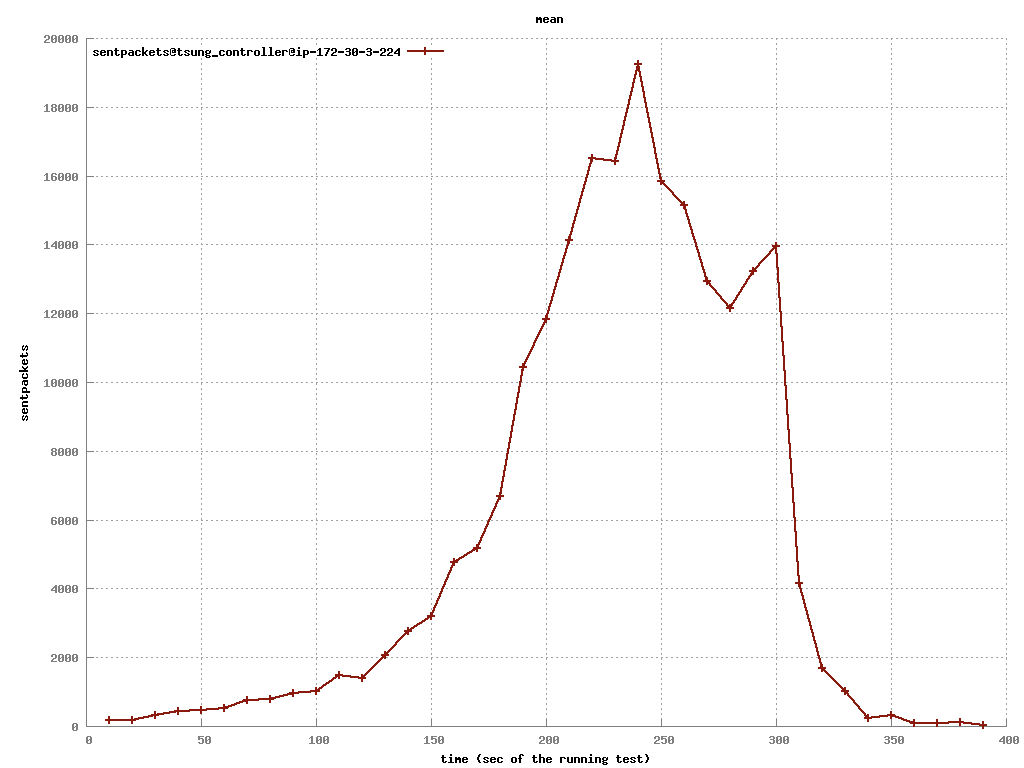 mean
sentpackets@tsung_controller@ip-172-30-3-224
20000
18000
16000
14000
12000
10000
8000
6000
4000
2000
0
sentpackets
0 50 100 150 200 250 300 350 400
time (sec of the running test)